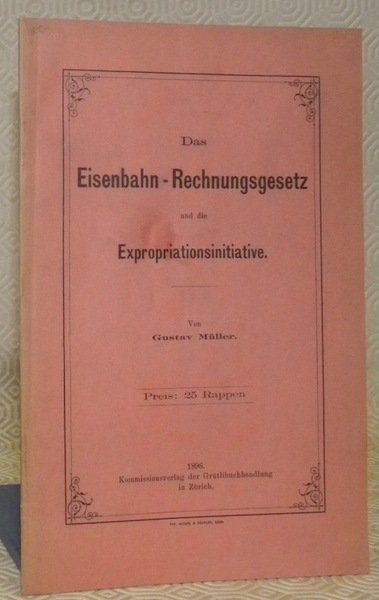 Das
Eisenbahn-Rechnungsgesetz
und die
Expropriationsinitiative.
Von
Gustav Müller.
Preis: 25 Rappen
1896.
Kommissionsverlag der Grütlibuchhandlung
in Zürich.